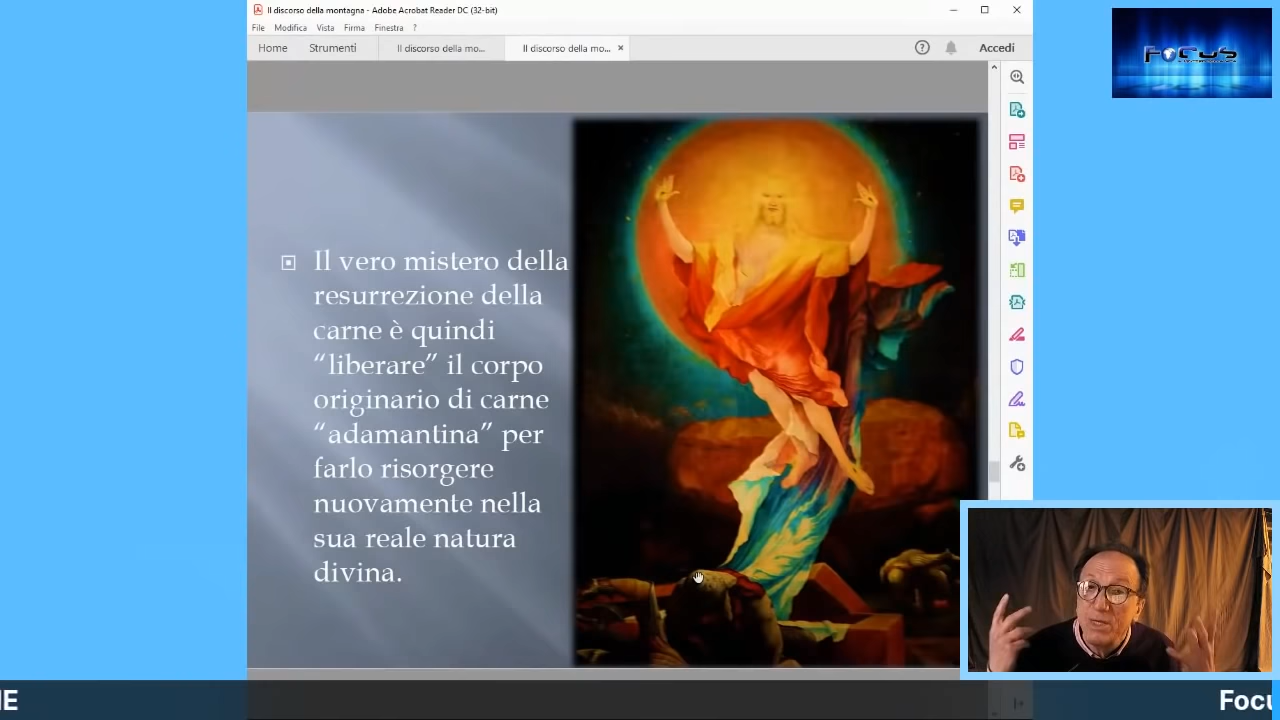 Il discorso della montagna - Adobe Acrobat Reader DC (32-bit)
File Modifica Vista Firma Finestra ?
Home Strumenti Il discorso della mo... Il discorso della mo... × Accedi
FOCUS
Il vero mistero della
resurrezione della
carne è quindi
“liberare” il corpo
originario di carne
“adamantina” per
farlo risorgere
nuovamente nella
sua reale natura
divina.
NE
Focu